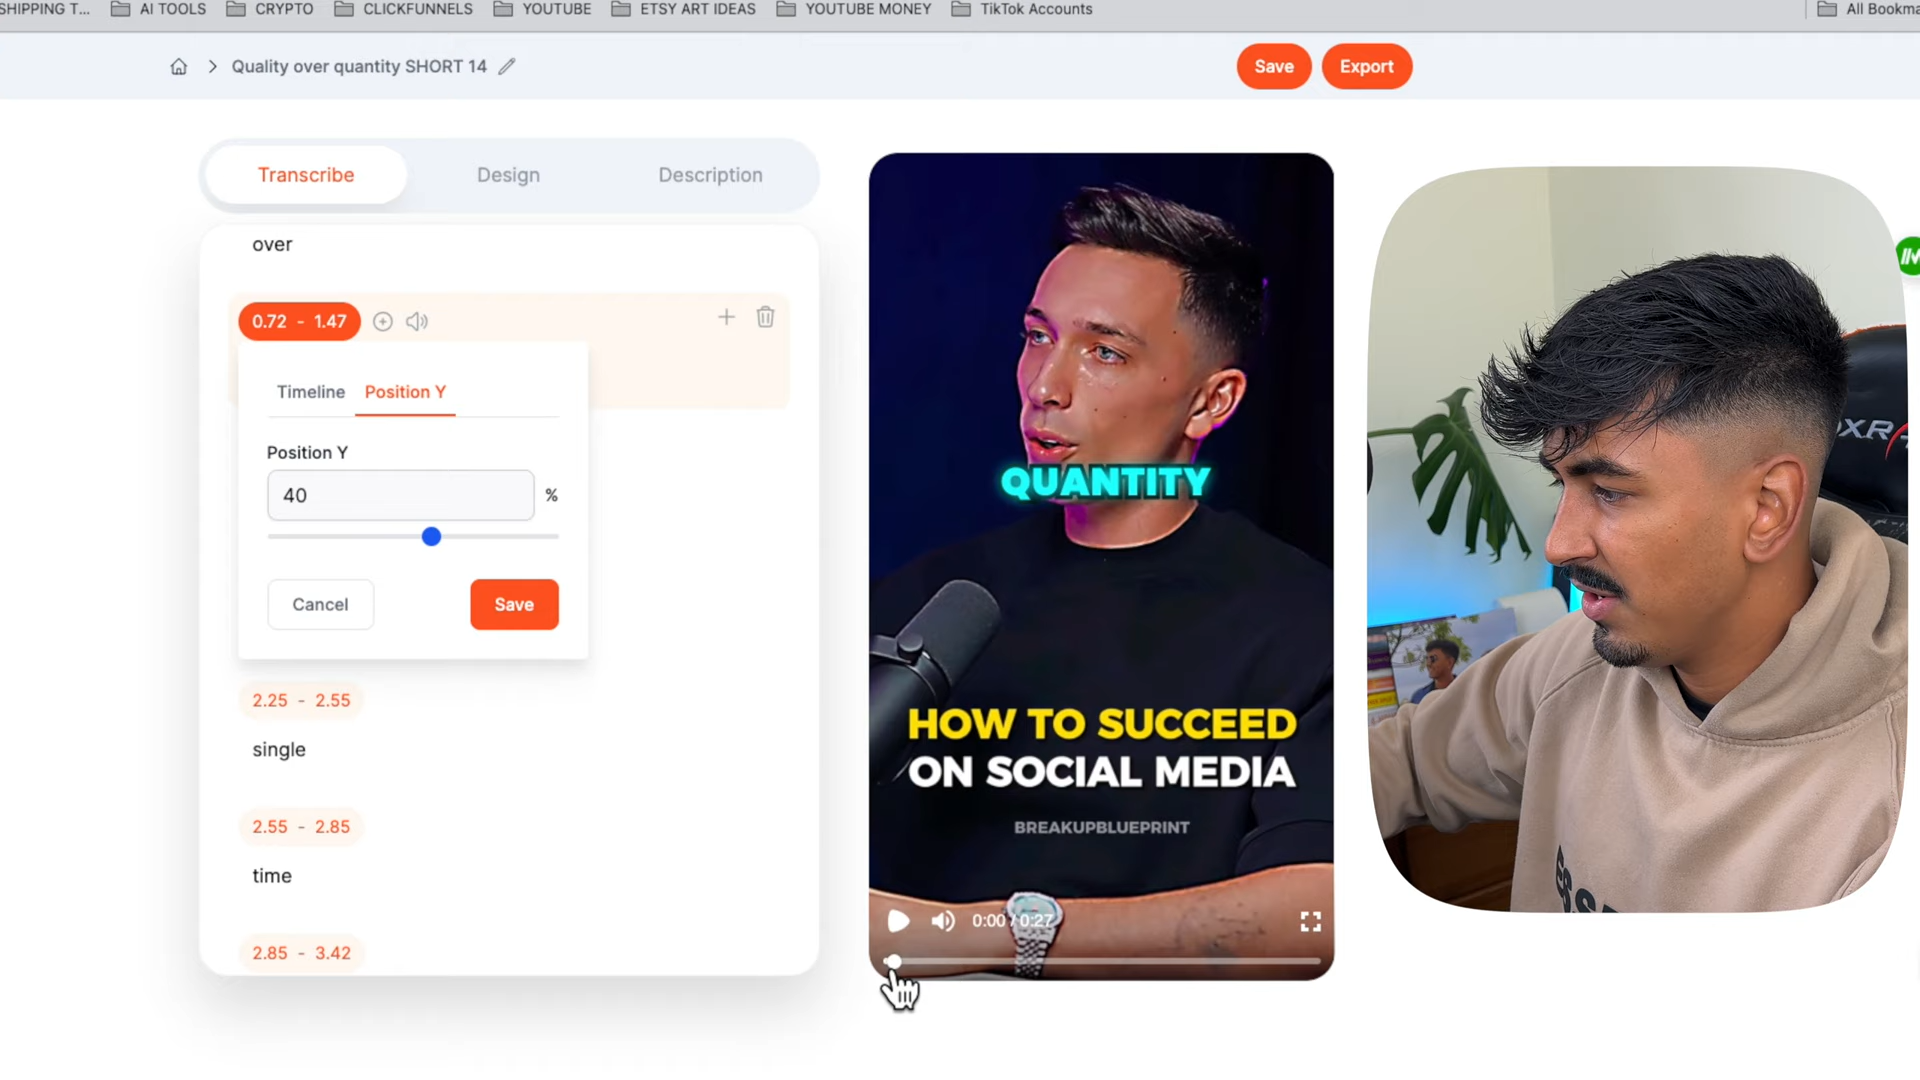 SHIPPING T... AI TOOLS CRYPTO CLICKFUNNELS YOUTUBE ETSY ART IDEAS YOUTUBE MONEY TikTok Accounts All Bookma
Quality over quantity SHORT 14
Save Export
Transcribe Design Description
over
0.72 - 1.47
Timeline Position Y
Position Y
40 %
Cancel Save
2.25 - 2.55
single
2.55 - 2.85
time
2.85 - 3.42
QUANTITY
HOW TO SUCCEED
ON SOCIAL MEDIA
BREAKUPBLUEPRINT
0:00 / 0:27
DXR